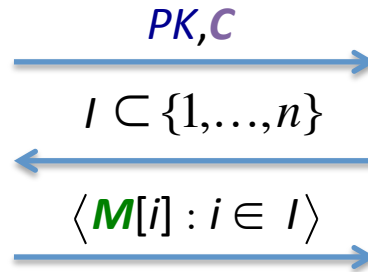 PK,C
I ⊂ {1,...,n}
⟨M[i] : i ∈ I⟩